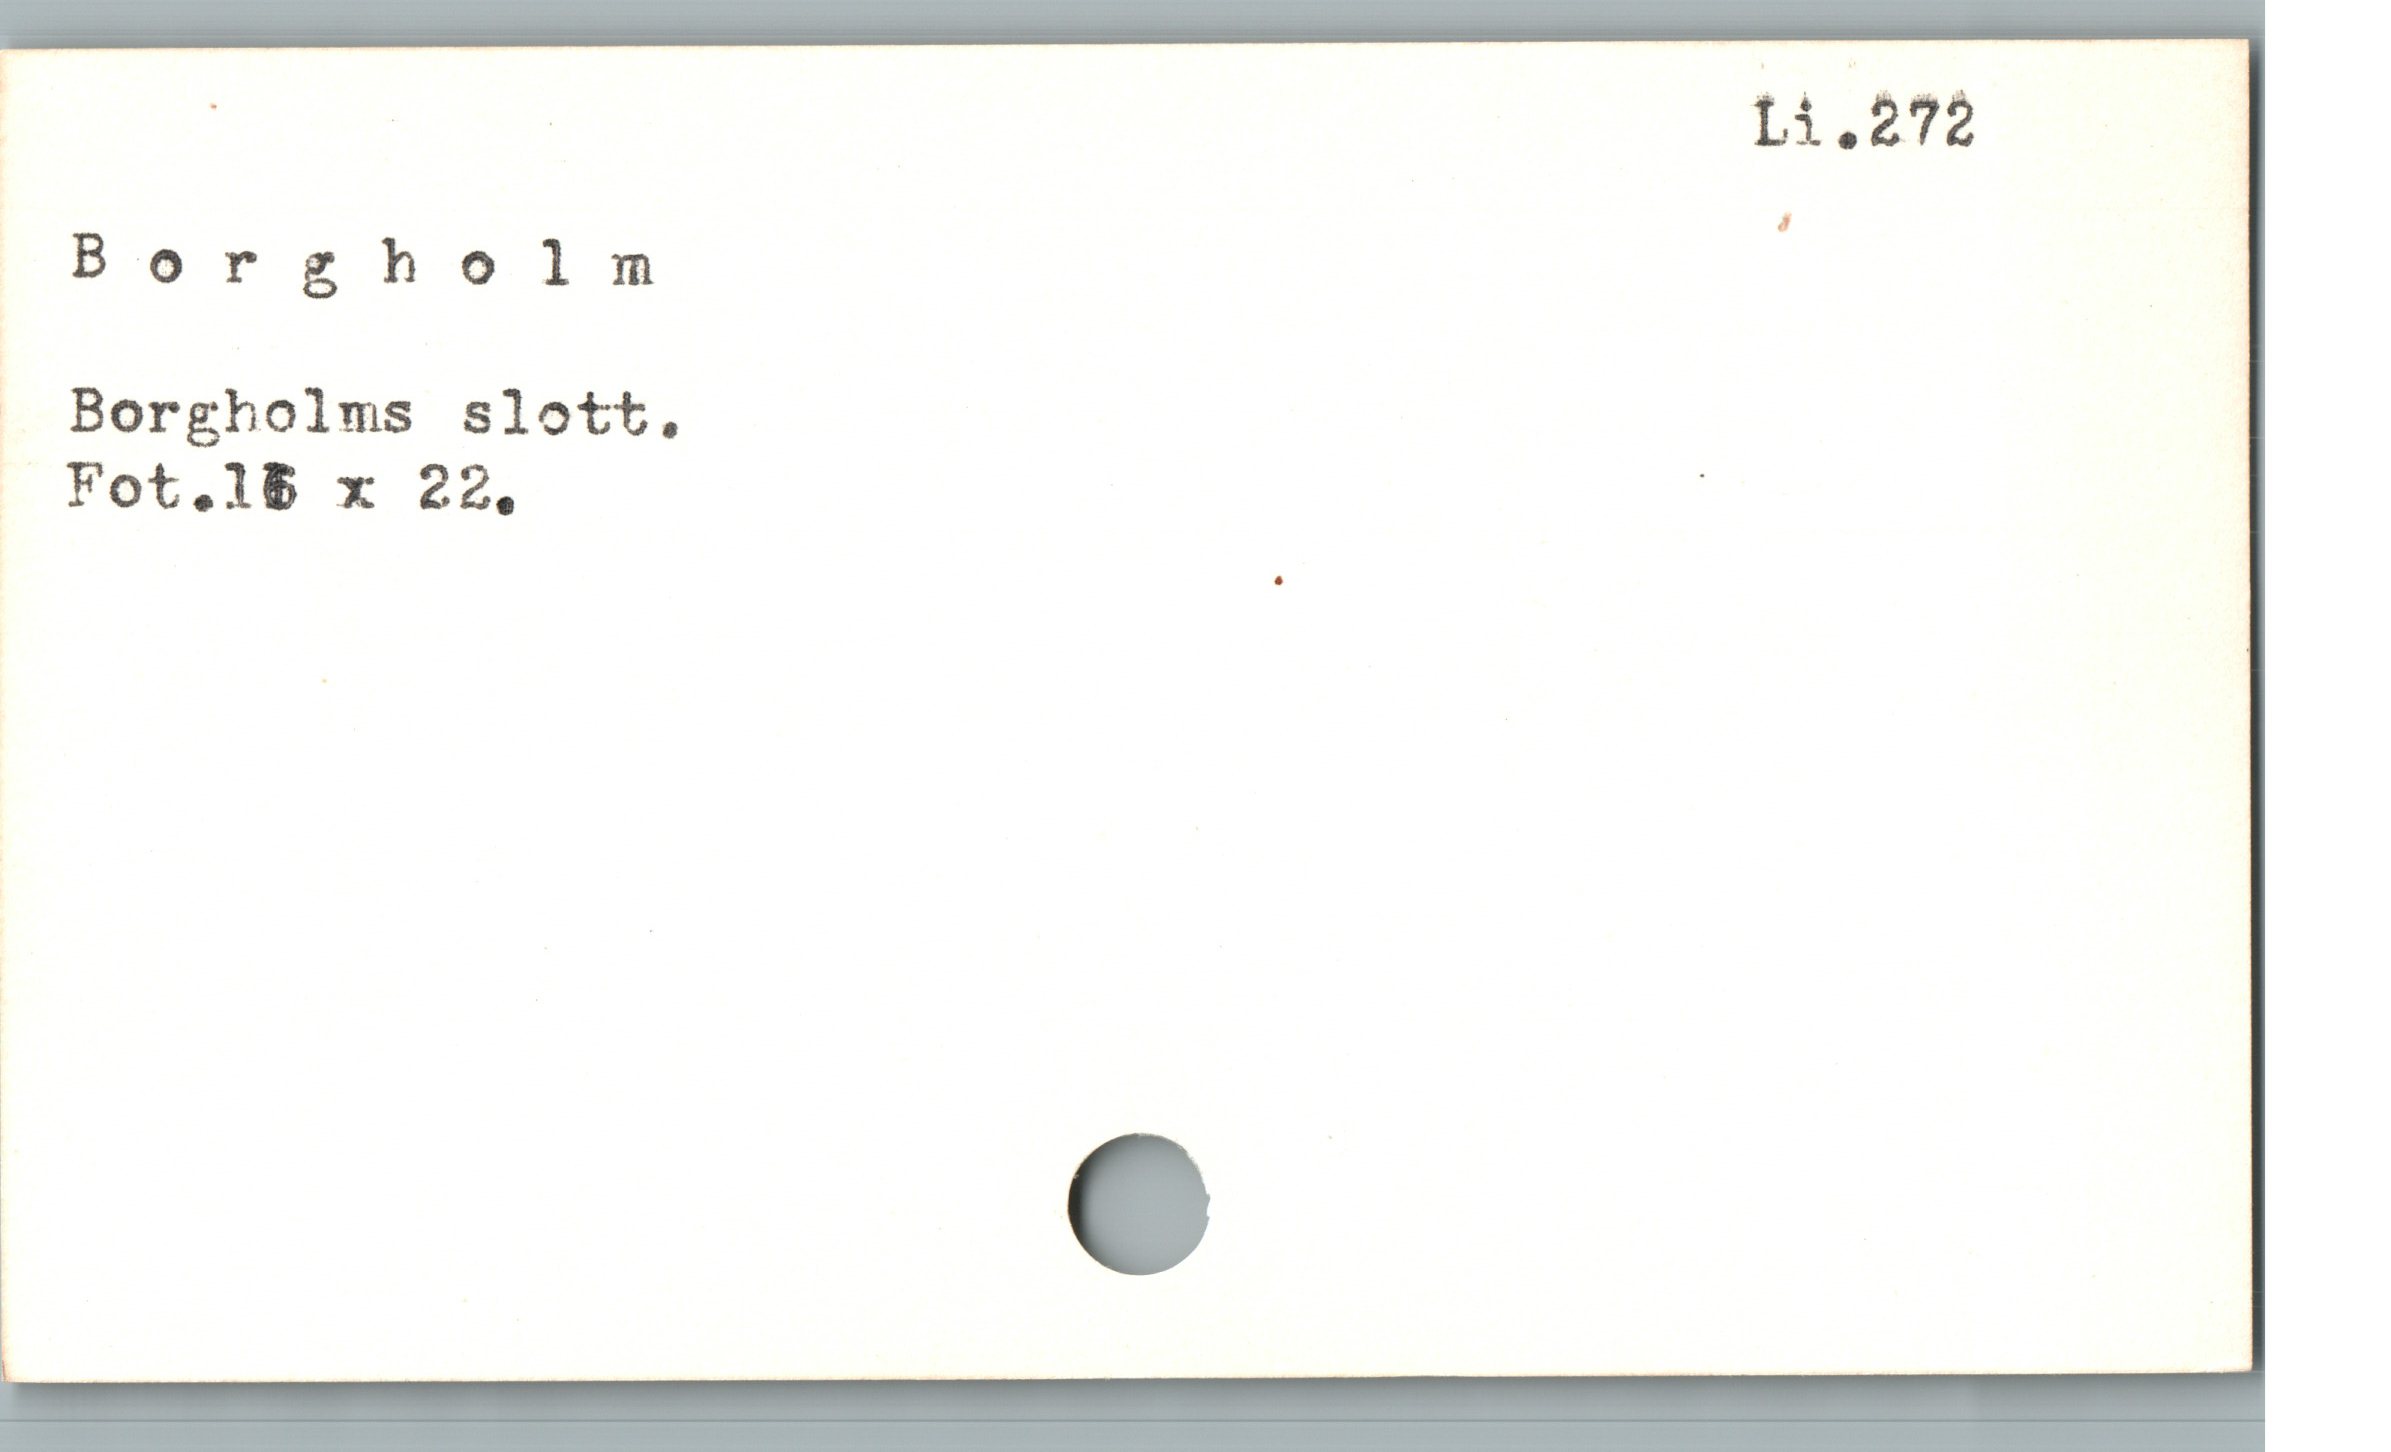 Li.272
B o r g h o l m
Borgholms slott.
Fot.16 x 22.